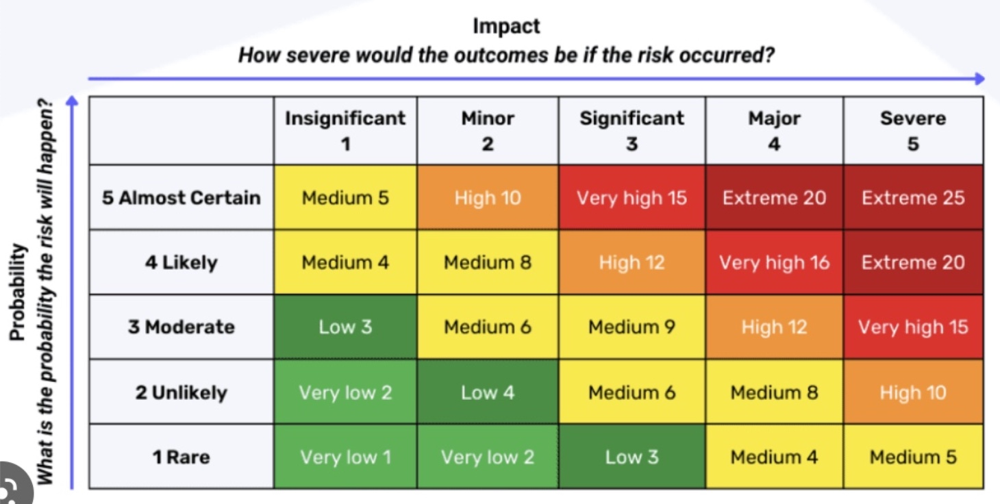 Impact
How severe would the outcomes be if the risk occurred?
Probability
What is the probability the risk will happen?
Insignificant Minor Significant Major Severe
1 2 3 4 5
5 Almost Certain Medium 5 High 10 Very high 15 Extreme 20 Extreme 25
4 Likely Medium 4 Medium 8 High 12 Very high 16 Extreme 20
3 Moderate Low 3 Medium 6 Medium 9 High 12 Very high 15
2 Unlikely Very low 2 Low 4 Medium 6 Medium 8 High 10
1 Rare Very low 1 Very low 2 Low 3 Medium 4 Medium 5